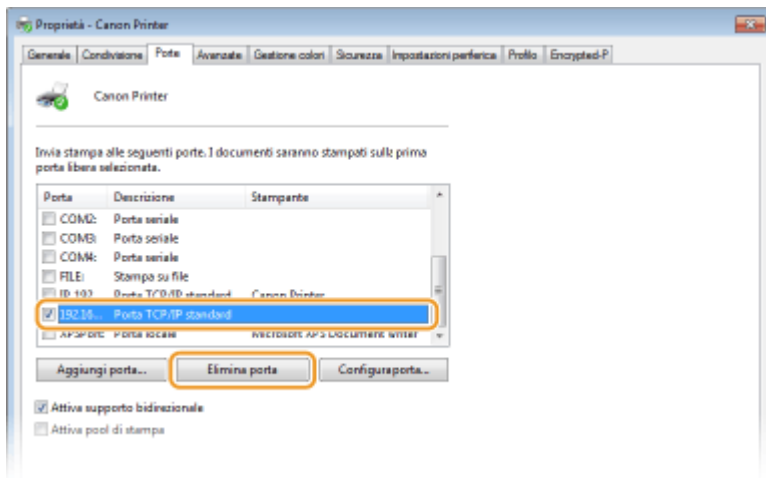 Proprietà - Canon Printer
Generale Condivisione Porte Avanzate Gestione colori Sicurezza Impostazioni periferica Profilo Encrypted-P
Canon Printer
Invia stampa alle seguenti porte. I documenti saranno stampati sulla prima
porta libera selezionata.
Porta Descrizione Stampante
COM2: Porta seriale
COM3: Porta seriale
COM4: Porta seriale
FILE: Stampa su file
IP_192 Porta TCP/IP standard Canon Printer
192.16... Porta TCP/IP standard
XPSPort: Porta locale Microsoft XPS Document Writer
Aggiungi porta... Elimina porta Configura porta...
Attiva supporto bidirezionale
Attiva pool di stampa